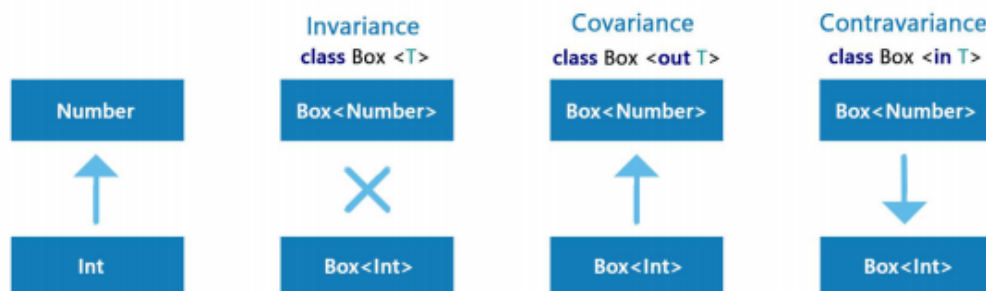 Invariance
class Box <T>
Covariance
class Box <out T>
Contravariance
class Box <in T>
Number
Box<Number>
Box<Number>
Box<Number>
Int
Box<Int>
Box<Int>
Box<Int>